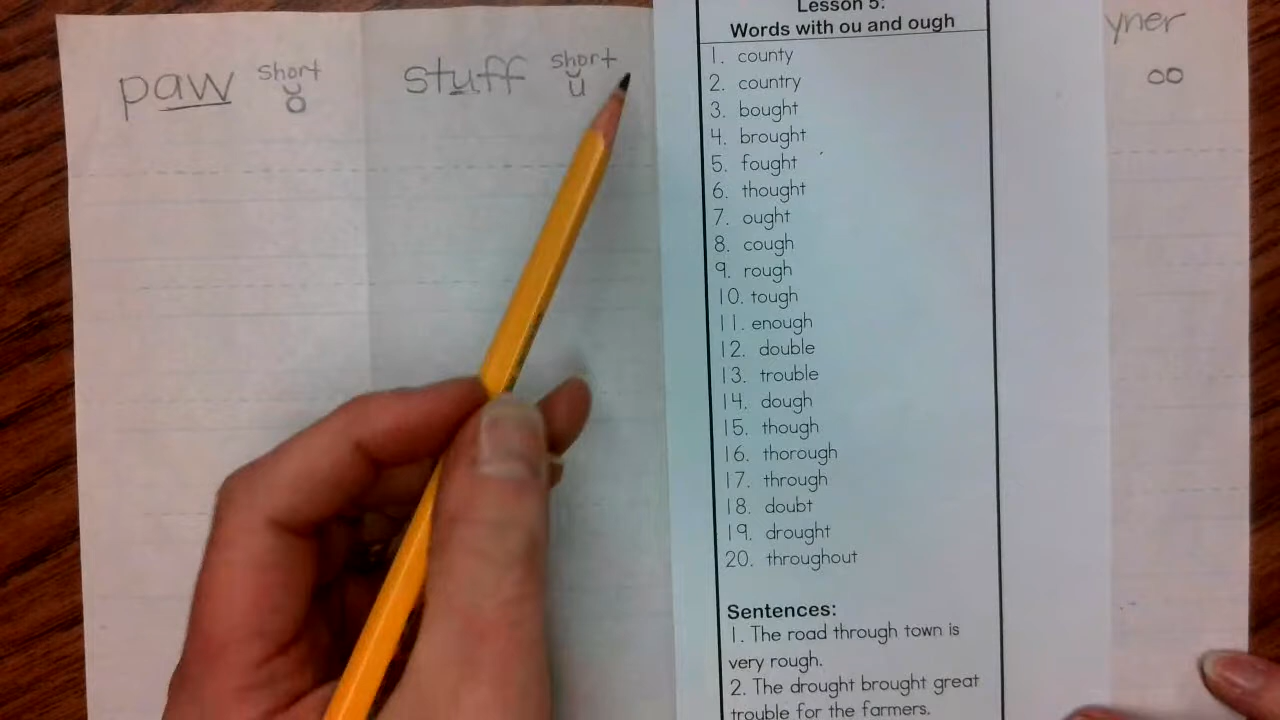 paw short
o
stuff short
u
Lesson 5:
Words with ou and ough
1. county
2. country
3. bought
4. brought
5. fought
6. thought
7. ought
8. cough
9. rough
10. tough
11. enough
12. double
13. trouble
14. dough
15. though
16. thorough
17. through
18. doubt
19. drought
20. throughout
Sentences:
1. The road through town is
very rough.
2. The drought brought great
trouble for the farmers.
yner
oo